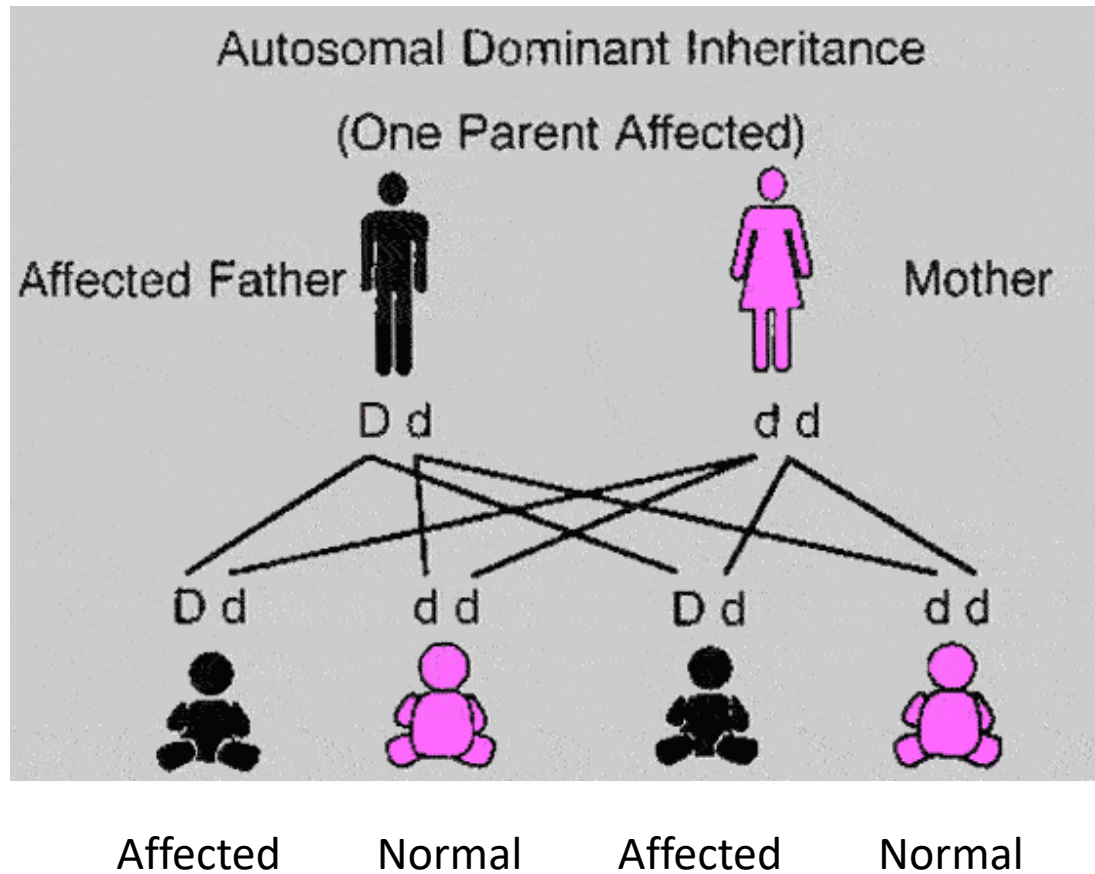 Autosomal Dominant Inheritance
(One Parent Affected)
Affected Father
Mother
D d
d d
D d
d d
D d
d d
Affected
Normal
Affected
Normal